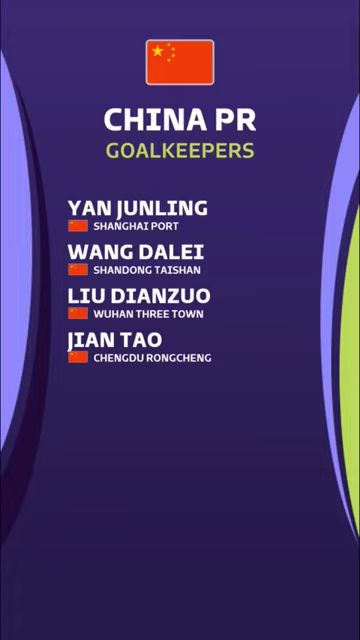 CHINA PR
GOALKEEPERS
YAN JUNLING
SHANGHAI PORT
WANG DALEI
SHANDONG TAISHAN
LIU DIANZUO
WUHAN THREE TOWN
JIAN TAO
CHENGDU RONGCHENG